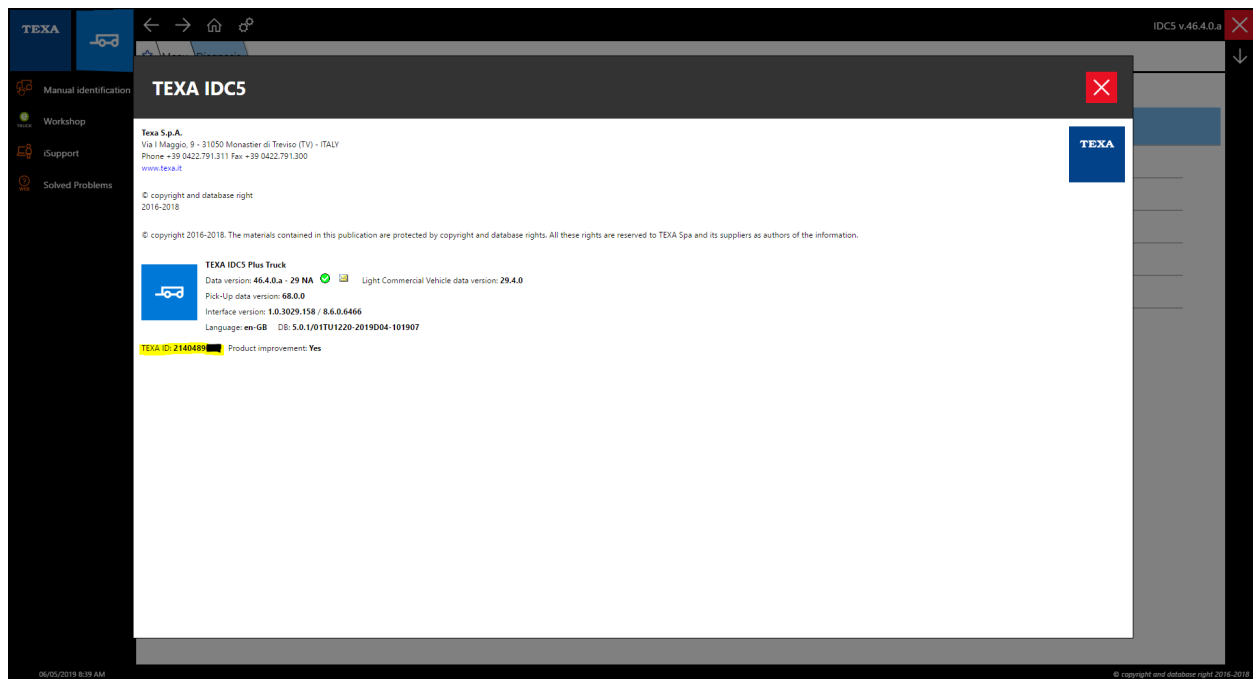 TEXA
IDC5 v.46.4.0.a
Manual identification
Workshop
iSupport
Solved Problems
TEXA IDC5
Texa S.p.A.
Via I Maggio, 9 - 31050 Monastier di Treviso (TV) - ITALY
Phone +39 0422.791.311 Fax +39 0422.791.300
www.texa.it
TEXA
© copyright and database right
2016-2018
© copyright 2016-2018. The materials contained in this publication are protected by copyright and database rights. All these rights are reserved to TEXA Spa and its suppliers as authors of the information.
TEXA IDC5 Plus Truck
Data version: 46.4.0.a - 29 NA Light Commercial Vehicle data version: 29.4.0
Pick-Up data version: 68.0.0
Interface version: 1.0.3029.158 / 8.6.0.6466
Language: en-GB DB: 5.0.1/01TU1220-2019D04-101907
TEXA ID: 2140489 Product improvement: Yes
06/05/2019 8:39 AM
© copyright and database right 2016-2018